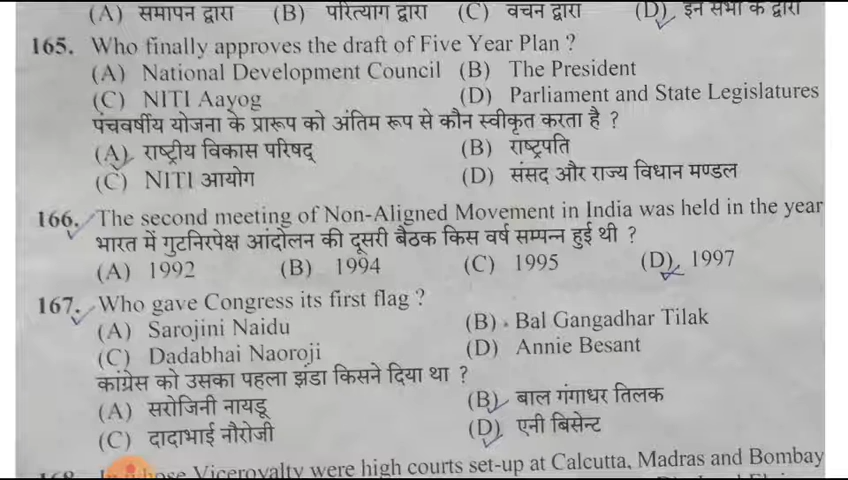 (A) समापन द्वारा (B) परित्याग द्वारा (C) वचन द्वारा (D) इन सभी के द्वारा
165. Who finally approves the draft of Five Year Plan ?
(A) National Development Council (B) The President
(C) NITI Aayog (D) Parliament and State Legislatures
पंचवर्षीय योजना के प्रारूप को अंतिम रूप से कौन स्वीकृत करता है ?
(A) राष्ट्रीय विकास परिषद् (B) राष्ट्रपति
(C) NITI आयोग (D) संसद और राज्य विधान मण्डल
166. The second meeting of Non-Aligned Movement in India was held in the year
भारत में गुटनिरपेक्ष आंदोलन की दूसरी बैठक किस वर्ष सम्पन्न हुई थी ?
(A) 1992 (B) 1994 (C) 1995 (D) 1997
167. Who gave Congress its first flag ?
(A) Sarojini Naidu (B) Bal Gangadhar Tilak
(C) Dadabhai Naoroji (D) Annie Besant
कांग्रेस को उसका पहला झंडा किसने दिया था ?
(A) सरोजिनी नायडू (B) बाल गंगाधर तिलक
(C) दादाभाई नौरोजी (D) एनी बिसेन्ट
168. Viceroyalty were high courts set-up at Calcutta, Madras and Bombay